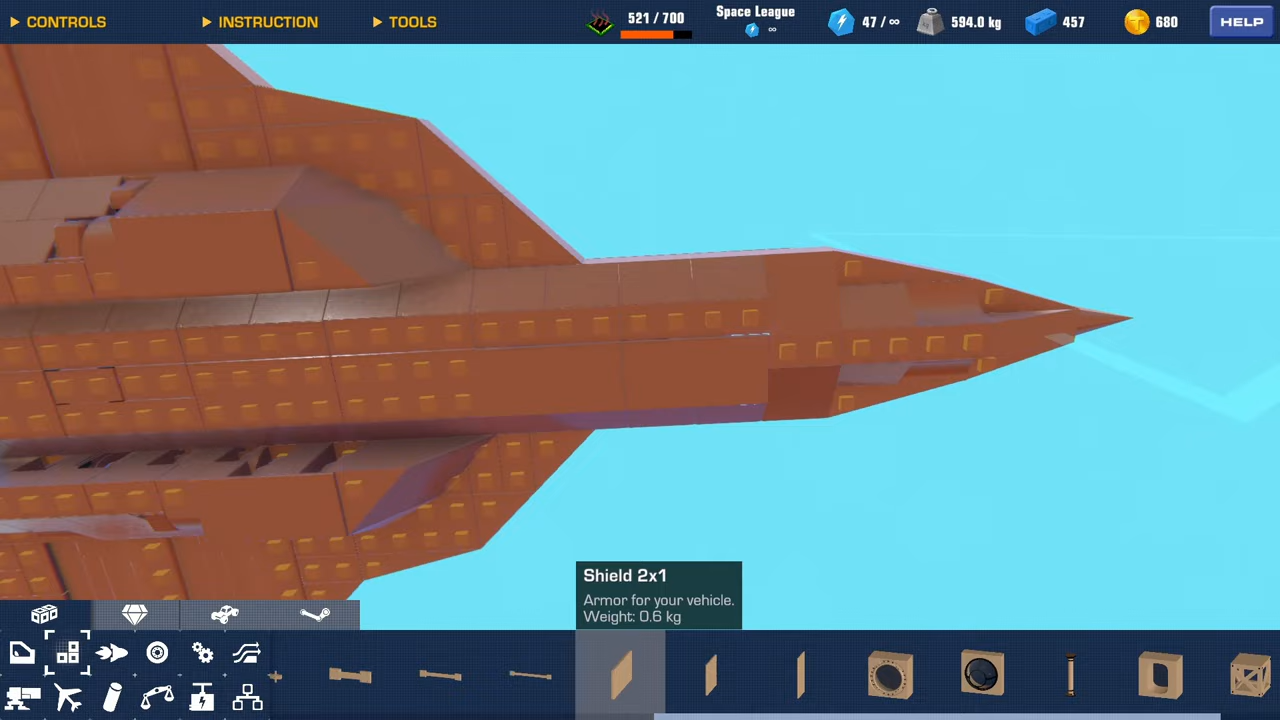 CONTROLS
INSTRUCTION
TOOLS
521 / 700
Space League
∞
47 / ∞
594.0 kg
457
680
HELP
Shield 2x1
Armor for your vehicle.
Weight: 0.6 kg